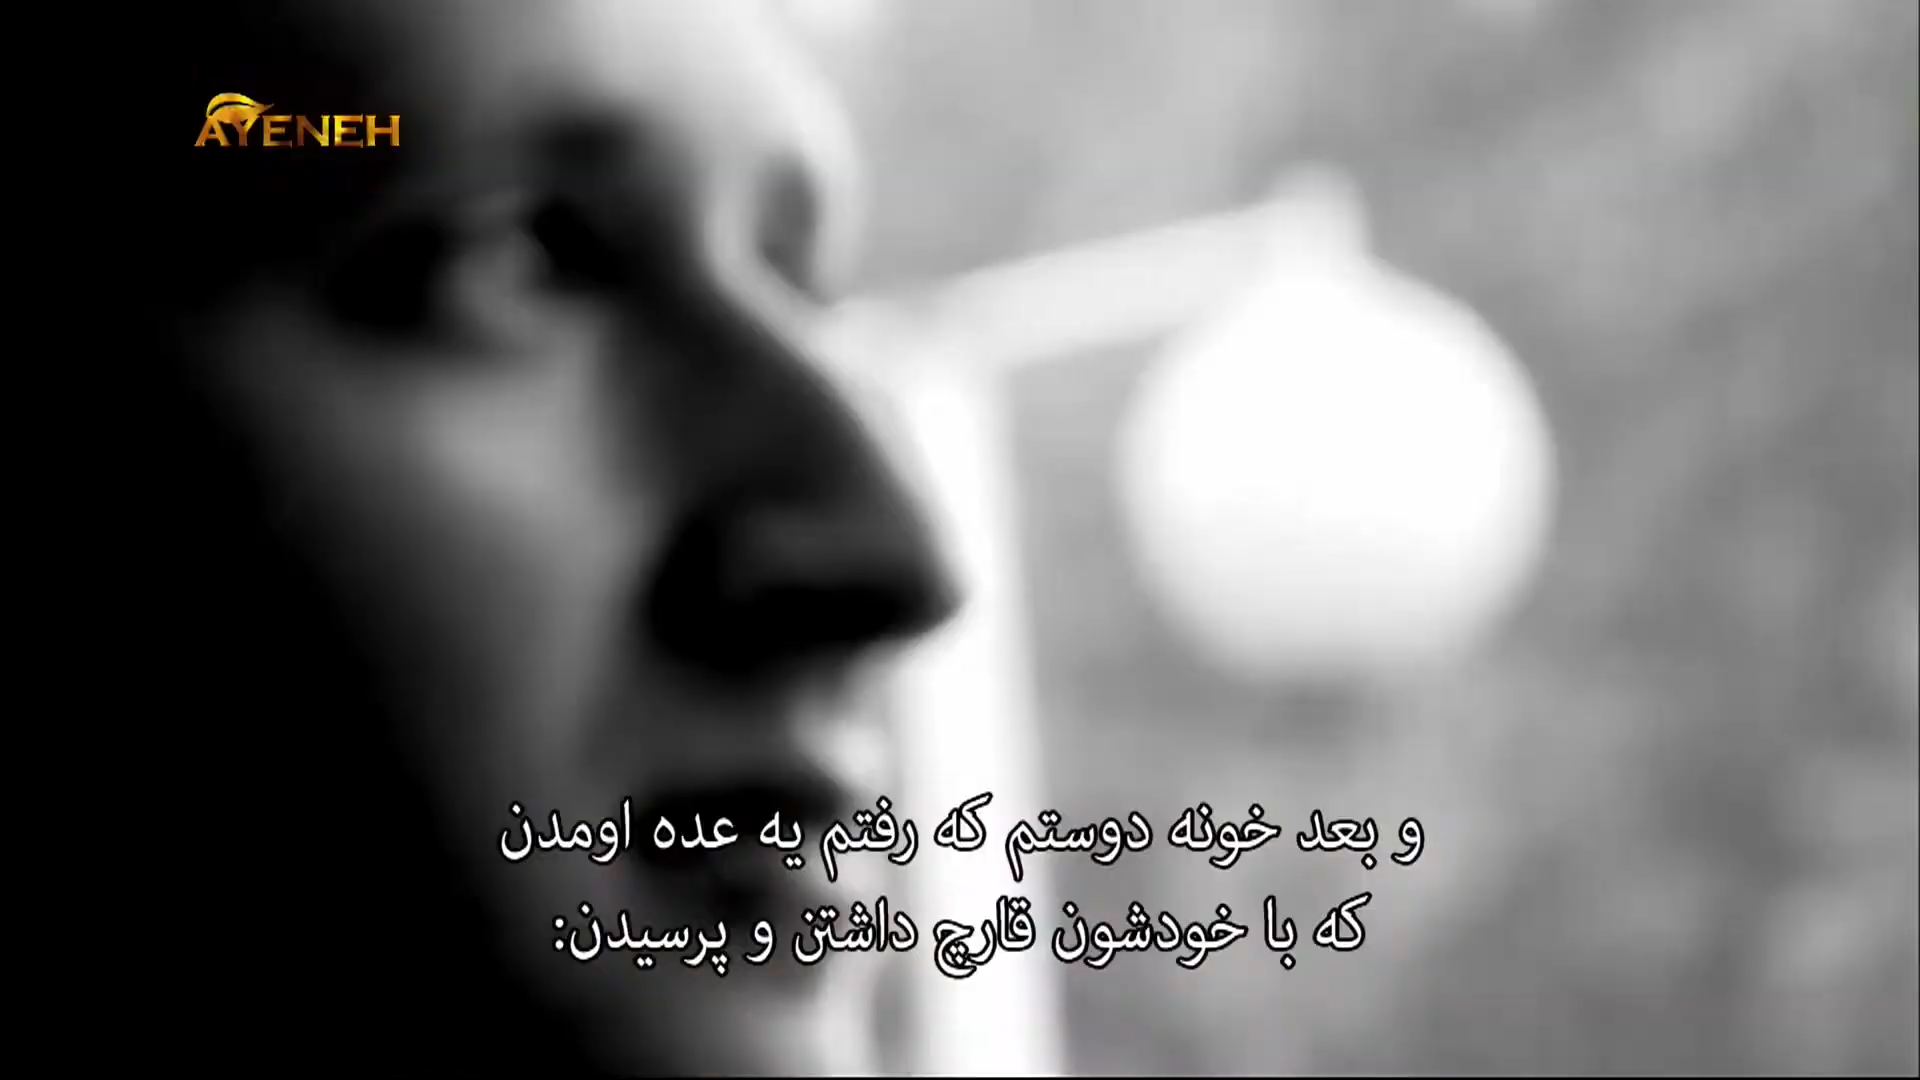 AYENEH
و بعد خونه دوستم که رفتم یه عده اومدن
که با خودشون قارچ داشتن و پرسیدن: